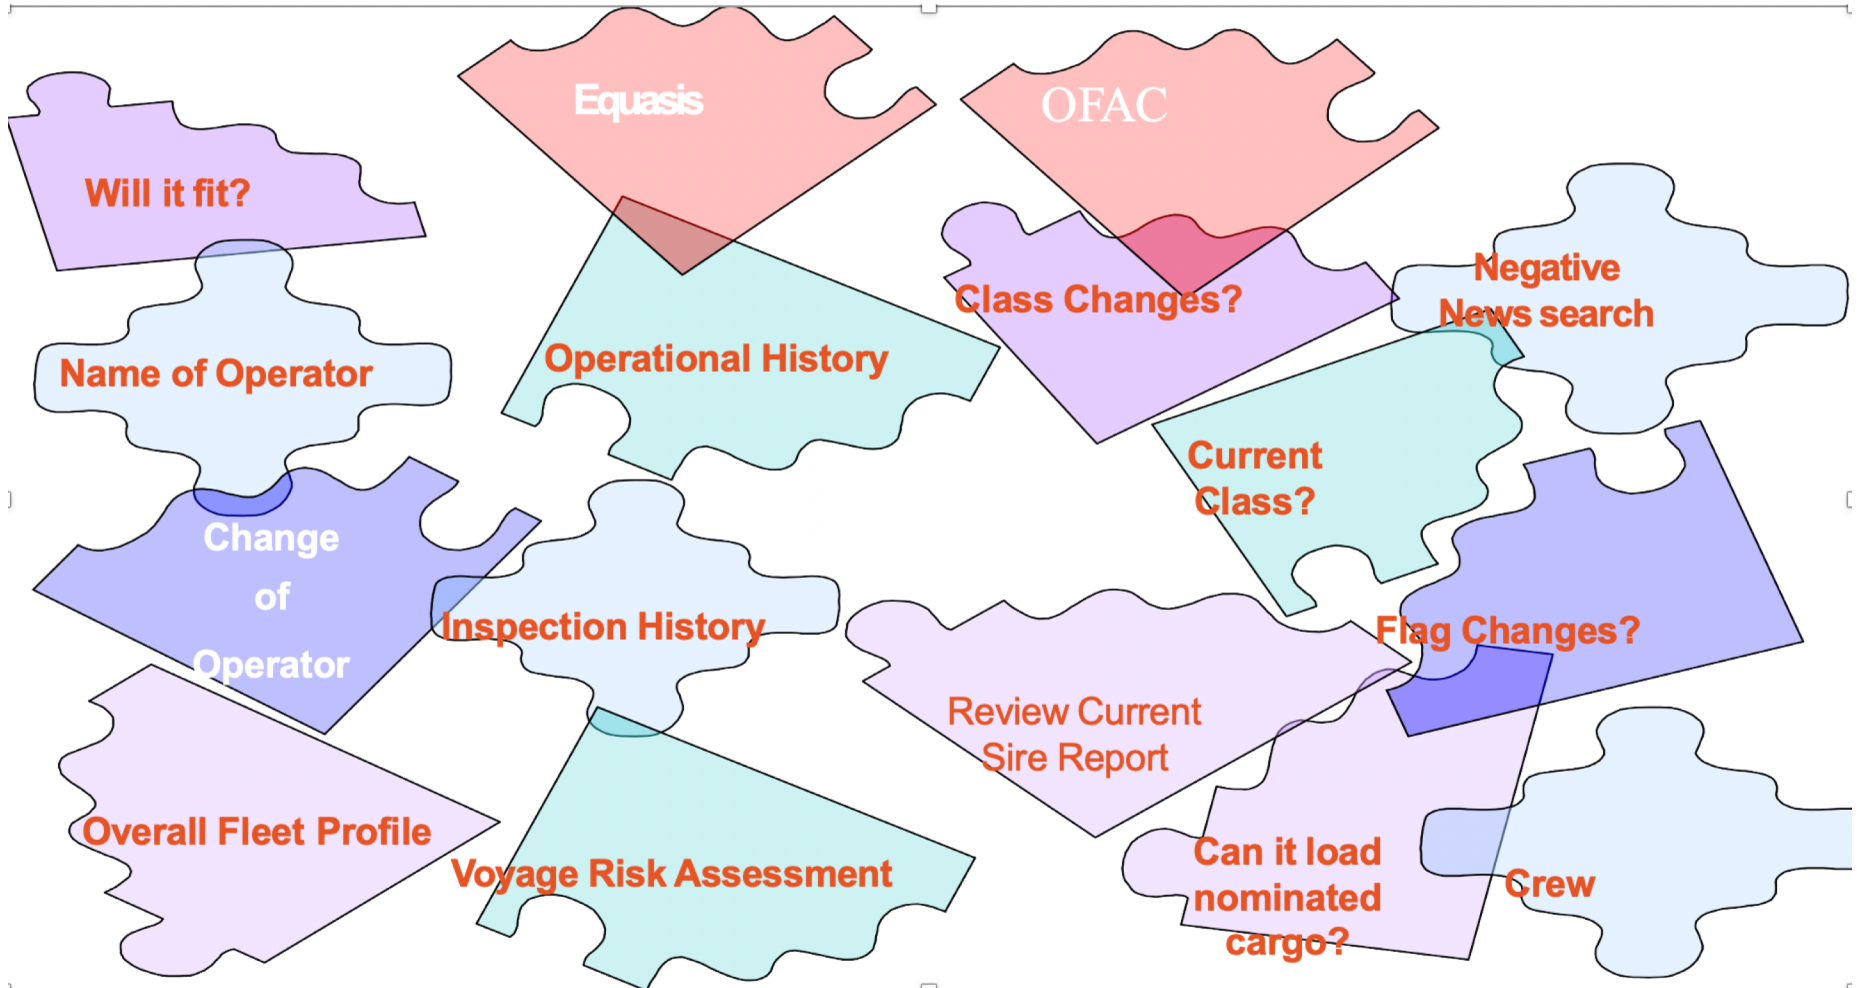 Equasis
OFAC
Will it fit?
Negative
News search
Class Changes?
Name of Operator
Operational History
Current
Class?
Change
of
Operator
Inspection History
Flag Changes?
Review Current
Sire Report
Overall Fleet Profile
Voyage Risk Assessment
Can it load
nominated
cargo?
Crew